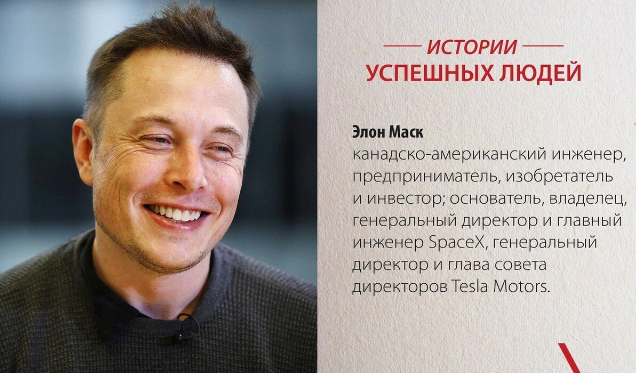 ИСТОРИИ
УСПЕШНЫХ ЛЮДЕЙ
Элон Маск
канадско-американский инженер,
предприниматель, изобретатель
и инвестор; основатель, владелец,
генеральный директор и главный
инженер SpaceX, генеральный
директор и глава совета
директоров Tesla Motors.